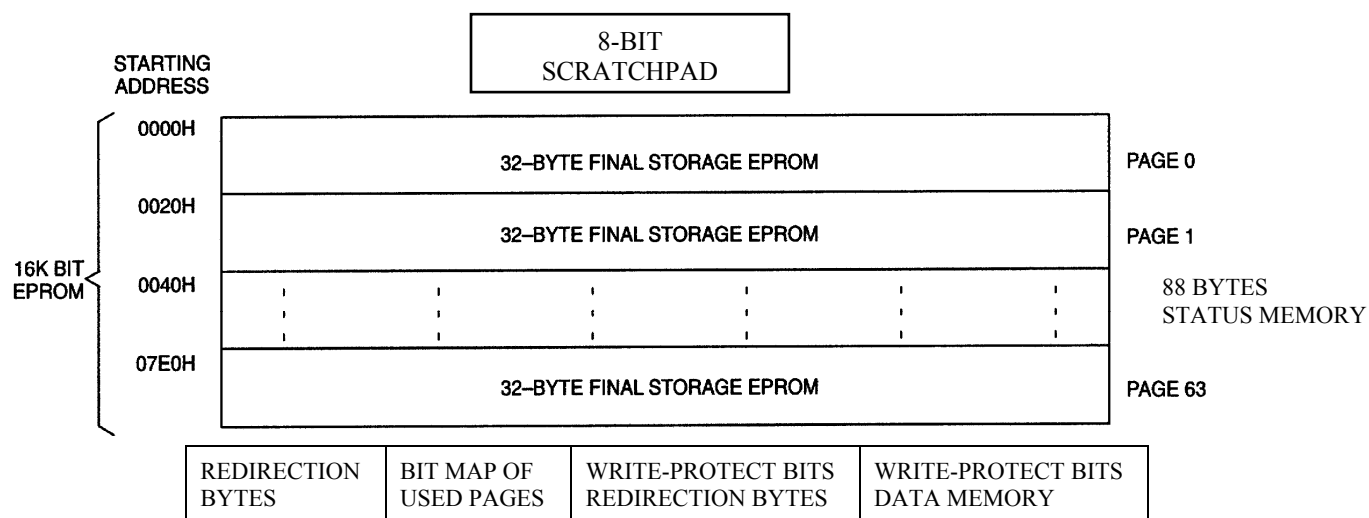 8-BIT
SCRATCHPAD
STARTING
ADDRESS
0000H
32–BYTE FINAL STORAGE EPROM
PAGE 0
0020H
32–BYTE FINAL STORAGE EPROM
PAGE 1
16K BIT
EPROM
0040H
88 BYTES
STATUS MEMORY
07E0H
32–BYTE FINAL STORAGE EPROM
PAGE 63
REDIRECTION
BYTES
BIT MAP OF
USED PAGES
WRITE-PROTECT BITS
REDIRECTION BYTES
WRITE-PROTECT BITS
DATA MEMORY